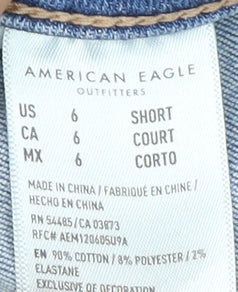 AMERICAN EAGLE
OUTFITTERS
US 6 SHORT
CA 6 COURT
MX 6 CORTO
MADE IN CHINA / FABRIQUÉ EN CHINE /
HECHO EN CHINA
RN 54485/CA 03873
RFC# AEM120605U9A
EN 90% COTTON / 8% POLYESTER / 2%
ELASTANE
EXCLUSIVE OF DECORATION